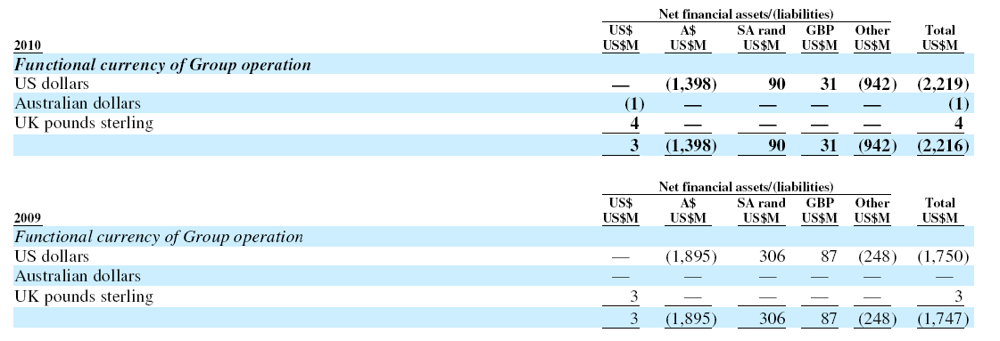 Net financial assets/(liabilities)
US$ A$ SA rand GBP Other Total
2010 US$M US$M US$M US$M US$M US$M
Functional currency of Group operation
US dollars — (1,398) 90 31 (942) (2,219)
Australian dollars (1) — — — — (1)
UK pounds sterling 4 — — — — 4
3 (1,398) 90 31 (942) (2,216)
Net financial assets/(liabilities)
US$ A$ SA rand GBP Other Total
2009 US$M US$M US$M US$M US$M US$M
Functional currency of Group operation
US dollars — (1,895) 306 87 (248) (1,750)
Australian dollars — — — — — —
UK pounds sterling 3 — — — — 3
3 (1,895) 306 87 (248) (1,747)